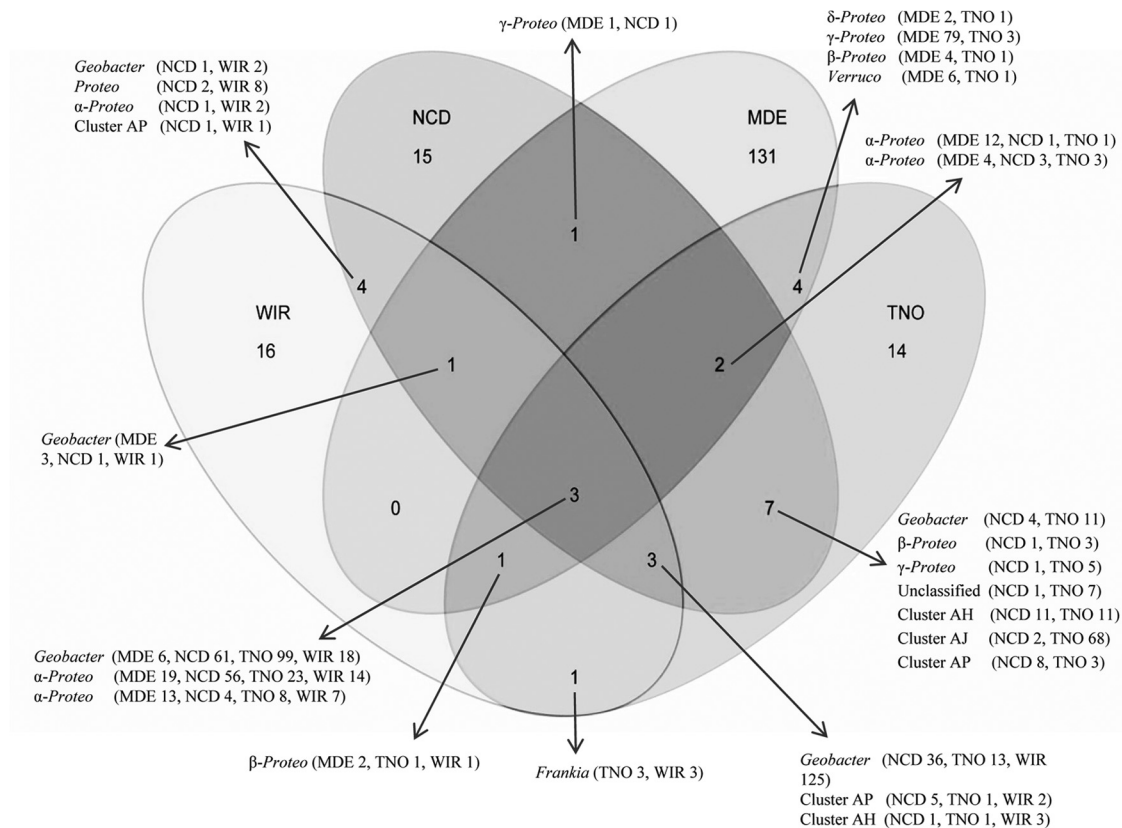 γ-Proteo (MDE 1, NCD 1)
δ-Proteo (MDE 2, TNO 1)
γ-Proteo (MDE 79, TNO 3)
β-Proteo (MDE 4, TNO 1)
Verruco (MDE 6, TNO 1)
Geobacter (NCD 1, WIR 2)
Proteo (NCD 2, WIR 8)
α-Proteo (NCD 1, WIR 2)
Cluster AP (NCD 1, WIR 1)
NCD
15
MDE
131
α-Proteo (MDE 12, NCD 1, TNO 1)
α-Proteo (MDE 4, NCD 3, TNO 3)
1
4
4
WIR
16
TNO
14
1
2
Geobacter (MDE
3, NCD 1, WIR 1)
0
3
7
1
3
Geobacter (NCD 4, TNO 11)
β-Proteo (NCD 1, TNO 3)
γ-Proteo (NCD 1, TNO 5)
Unclassified (NCD 1, TNO 7)
Cluster AH (NCD 11, TNO 11)
Cluster AJ (NCD 2, TNO 68)
Cluster AP (NCD 8, TNO 3)
Geobacter (MDE 6, NCD 61, TNO 99, WIR 18)
α-Proteo (MDE 19, NCD 56, TNO 23, WIR 14)
α-Proteo (MDE 13, NCD 4, TNO 8, WIR 7)
1
β-Proteo (MDE 2, TNO 1, WIR 1)
Frankia (TNO 3, WIR 3)
Geobacter (NCD 36, TNO 13, WIR
125)
Cluster AP (NCD 5, TNO 1, WIR 2)
Cluster AH (NCD 1, TNO 1, WIR 3)